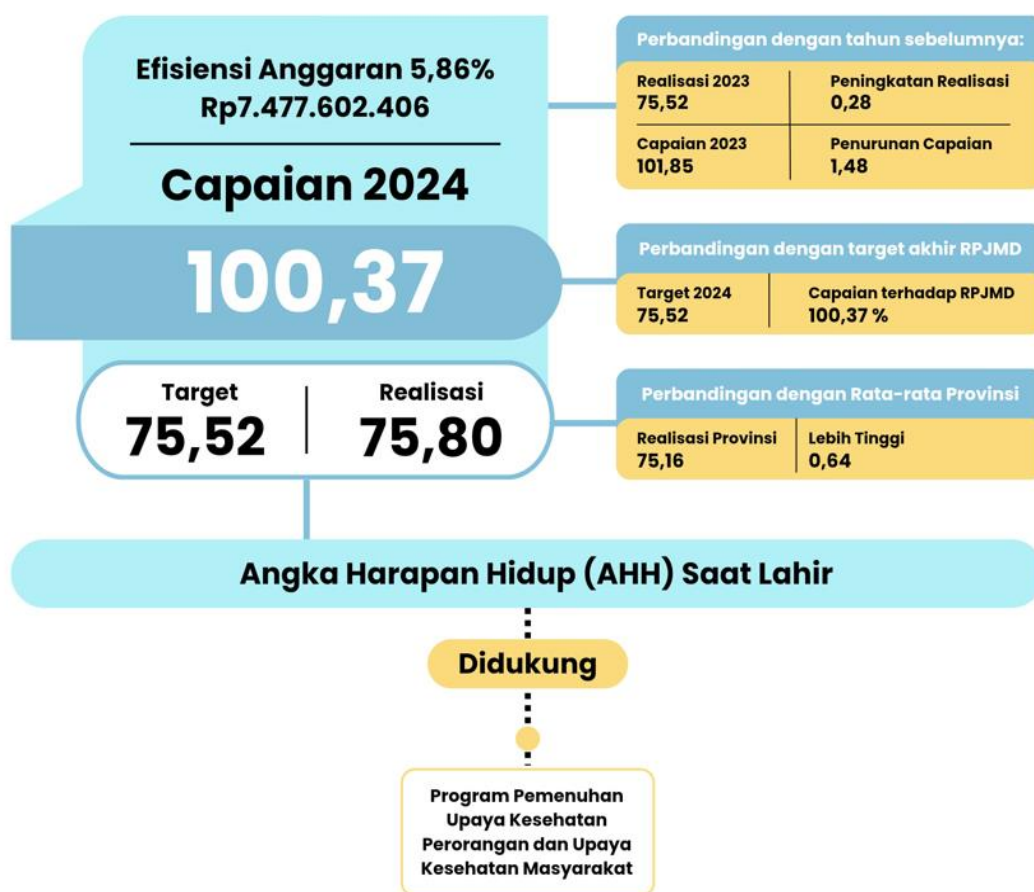 Efisiensi Anggaran 5,86%
Rp7.477.602.406
Capaian 2024
100,37
Target
75,52
Realisasi
75,80
Perbandingan dengan tahun sebelumnya:
Realisasi 2023
75,52
Peningkatan Realisasi
0,28
Capaian 2023
101,85
Penurunan Capaian
1,48
Perbandingan dengan target akhir RPJMD
Target 2024
75,52
Capaian terhadap RPJMD
100,37 %
Perbandingan dengan Rata-rata Provinsi
Realisasi Provinsi
75,16
Lebih Tinggi
0,64
Angka Harapan Hidup (AHH) Saat Lahir
Didukung
Program Pemenuhan
Upaya Kesehatan
Perorangan dan Upaya
Kesehatan Masyarakat